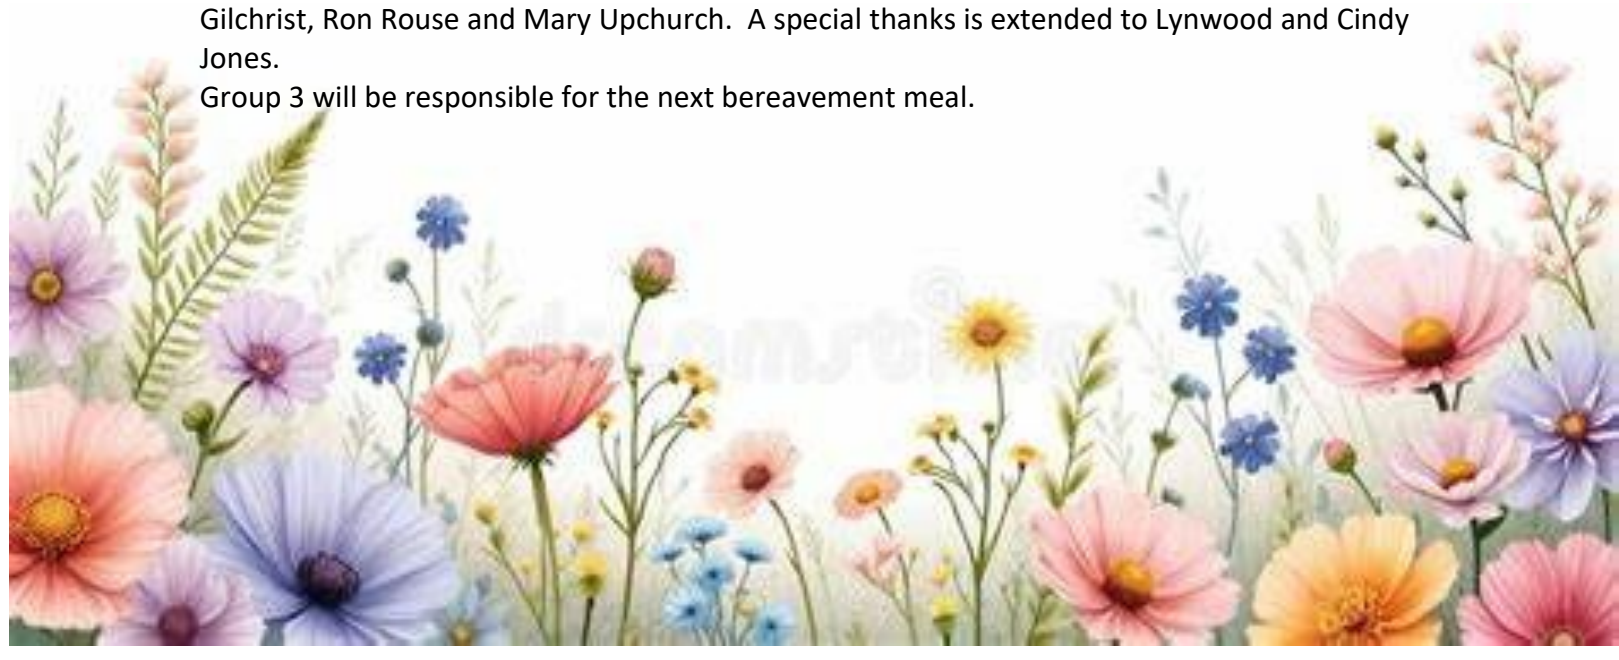 Gilchrist, Ron Rouse and Mary Upchurch.  A special thanks is extended to Lynwood and Cindy
Jones.
Group 3 will be responsible for the next bereavement meal.
dreamstime